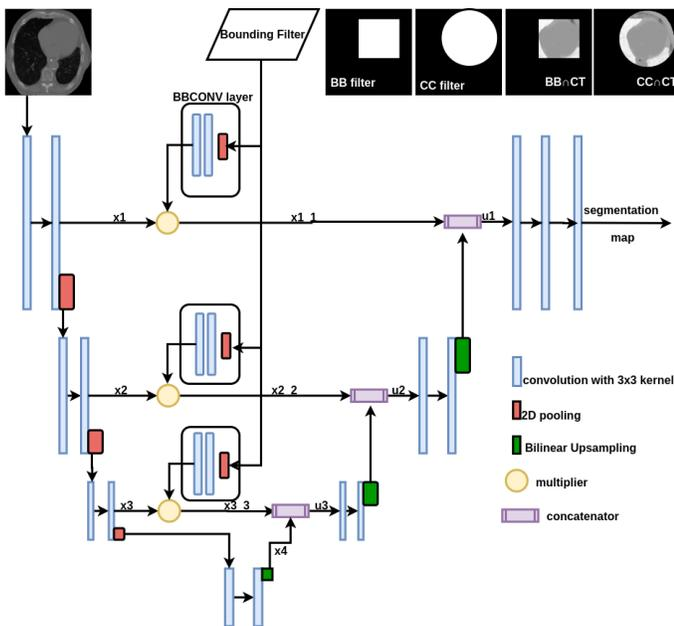 Bounding Filter
BB filter
CC filter
BB∩CT
CC∩CT
BBCONV layer
x1
x1_1
u1
segmentation
map
x2
x2_2
u2
convolution with 3x3 kernel
2D pooling
Bilinear Upsampling
multiplier
concatenator
x3
x3_3
u3
x4